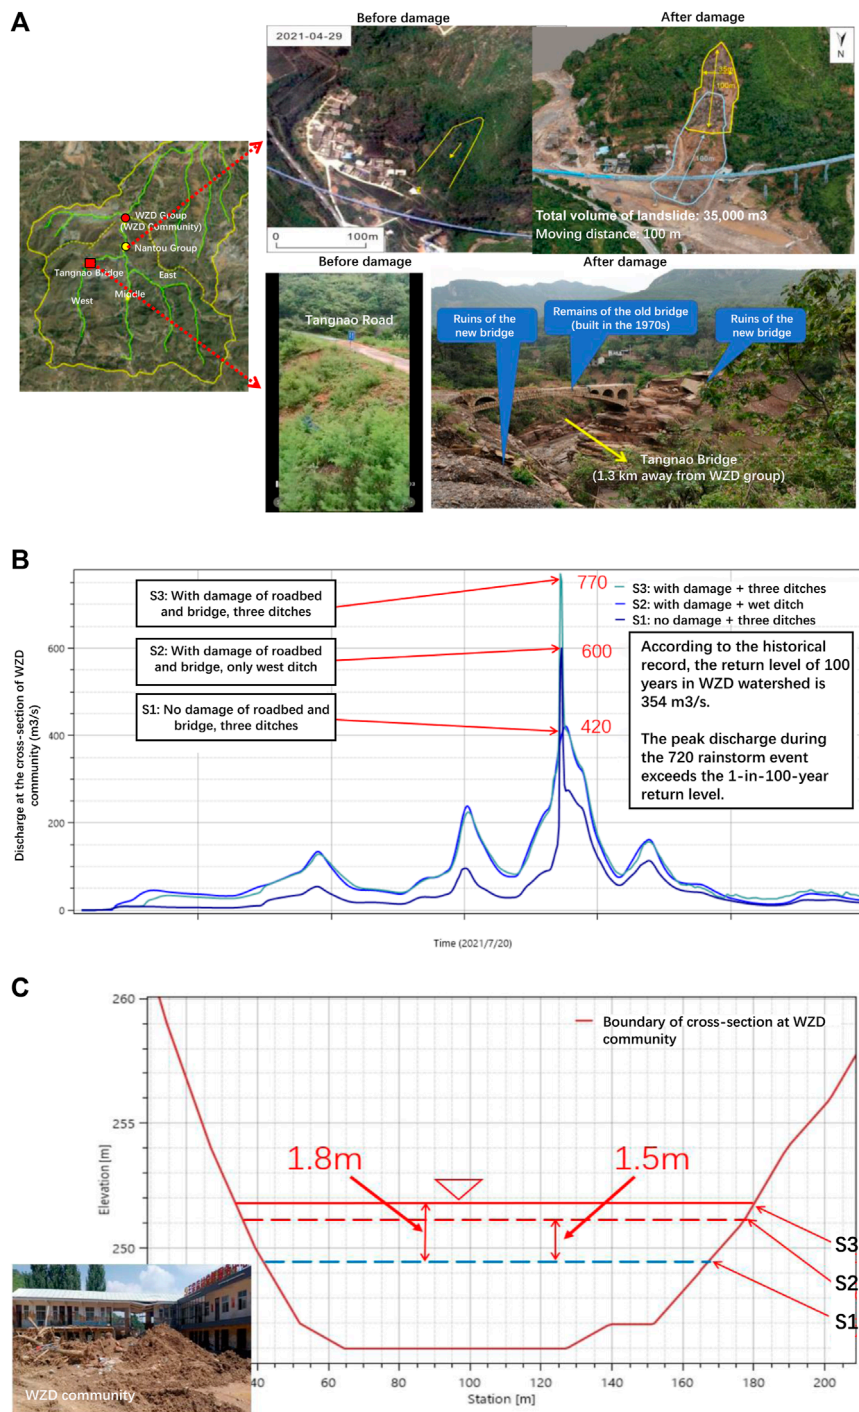 A
Before damage
After damage
2021-04-29
N
35m
100m
100m
0
100m
Total volume of landslide: 35,000 m3
Moving distance: 100 m
WZD Group
(WZD Community)
Nantou Group
Tangnao Bridge
East
Middle
West
Before damage
After damage
Tangnao Road
Ruins of the
new bridge
Remains of the old bridge
(built in the 1970s)
Ruins of the
new bridge
Tangnao Bridge
(1.3 km away from WZD group)
B
Discharge at the cross-section of WZD
community (m3/s)
600
400
200
0
S3: With damage of roadbed
and bridge, three ditches
S2: With damage of roadbed
and bridge, only west ditch
S1: No damage of roadbed and
bridge, three ditches
770
600
420
S3: with damage + three ditches
S2: with damage + wet ditch
S1: no damage + three ditches
According to the historical
record, the return level of 100
years in WZD watershed is
354 m3/s.
The peak discharge during
the 720 rainstorm event
exceeds the 1-in-100-year
return level.
Time (2021/7/20)
C
260
255
250
Elevation [m]
Boundary of cross-section at WZD
community
1.8m
1.5m
S3
S2
S1
WZD community
40
60
80
100
120
140
160
180
200
Station [m]